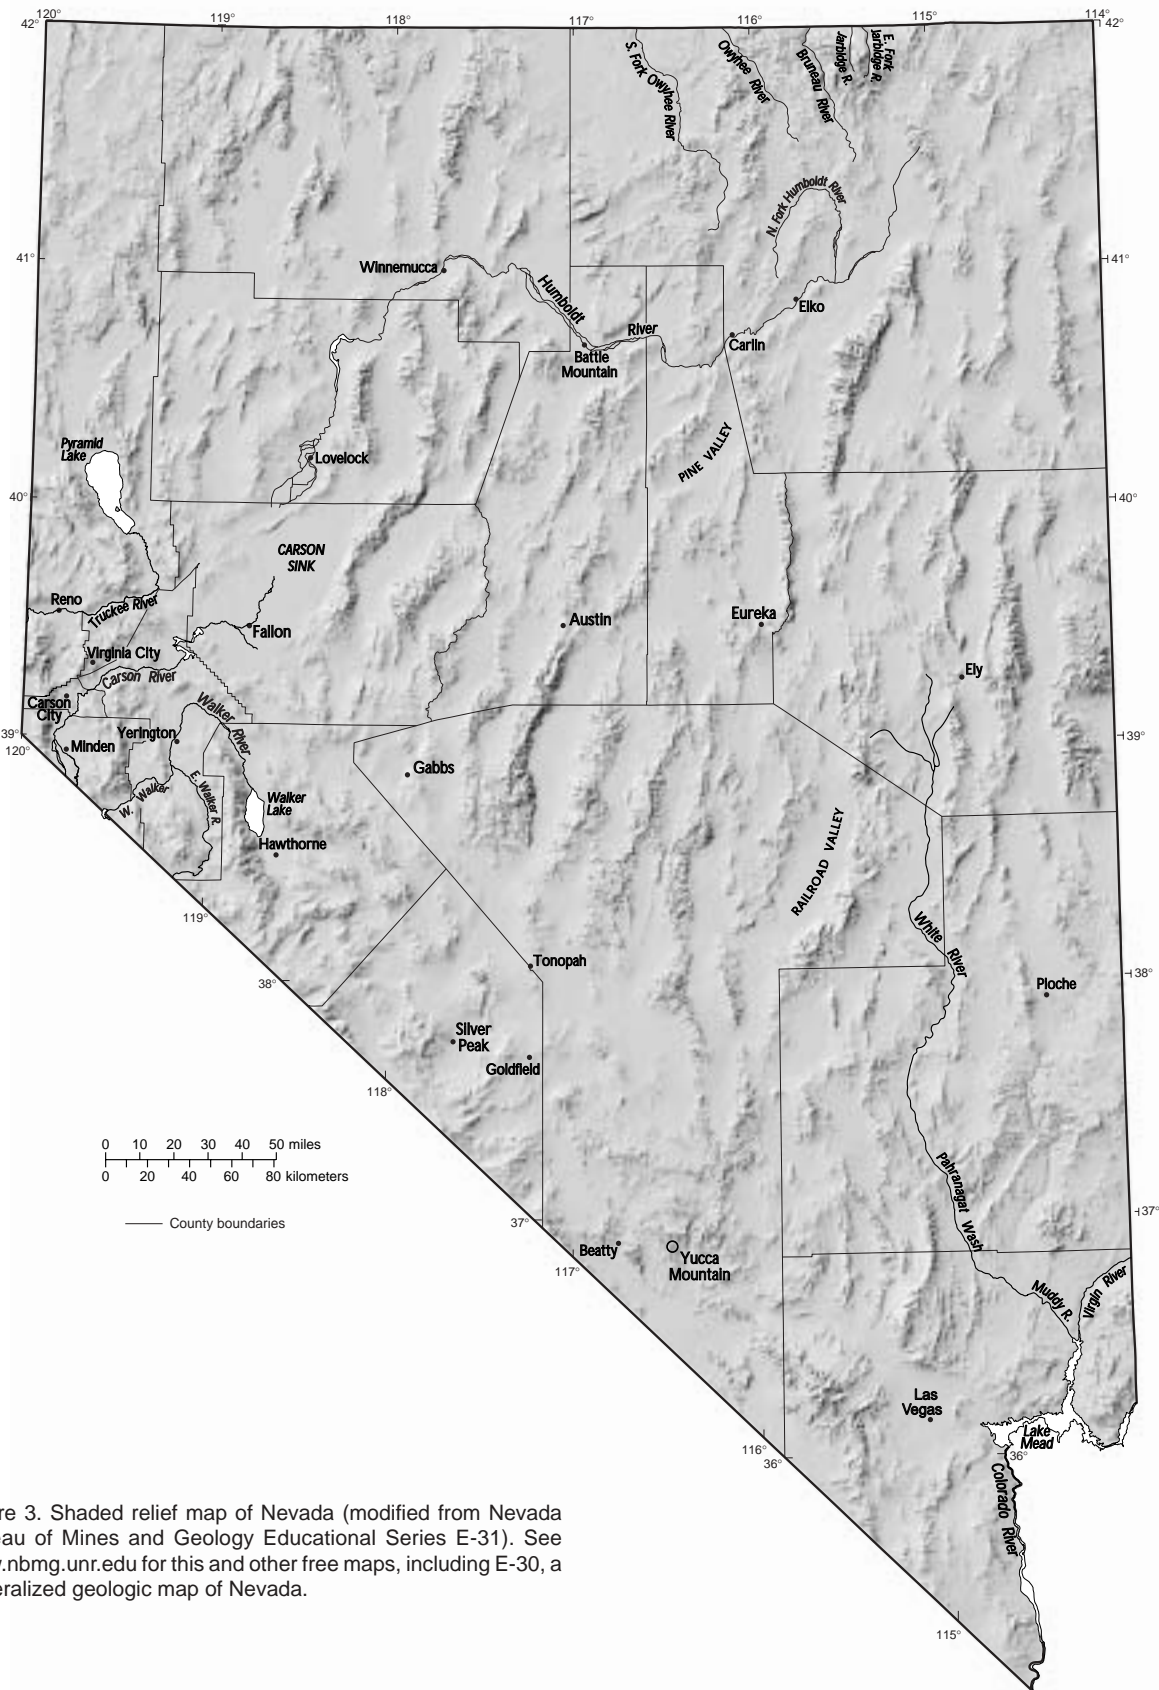 120°
119°
118°
117°
116°
115°
114°
42°
42°
S. Fork Owyhee River
Owyhee River
Bruneau River
Jarbidge R.
E. Fork
Jarbidge R.
N. Fork Humboldt River
41°
41°
Winnemucca
Humboldt
River
Elko
Carlin
Battle
Mountain
PINE VALLEY
Pyramid
Lake
Lovelock
40°
40°
CARSON
SINK
Reno
Truckee River
Fallon
Austin
Eureka
Virginia City
Carson River
Ely
Carson
City
Walker River
39°
120°
39°
Minden
Yerington
Gabbs
W. Walker
E. Walker R.
Walker
Lake
Hawthorne
RAILROAD VALLEY
119°
White River
Tonopah
38°
38°
Pioche
Silver
Peak
Goldfield
118°
0 10 20 30 40 50 miles
0 20 40 60 80 kilometers
County boundaries
Pahranagat Wash
37°
37°
Beatty
Yucca
Mountain
117°
Muddy R.
Virgin River
Las
Vegas
Lake
Mead
116°
36°
36°
Colorado River
115°
re 3. Shaded relief map of Nevada (modified from Nevada
eau of Mines and Geology Educational Series E-31). See
.nbmg.unr.edu for this and other free maps, including E-30, a
eralized geologic map of Nevada.